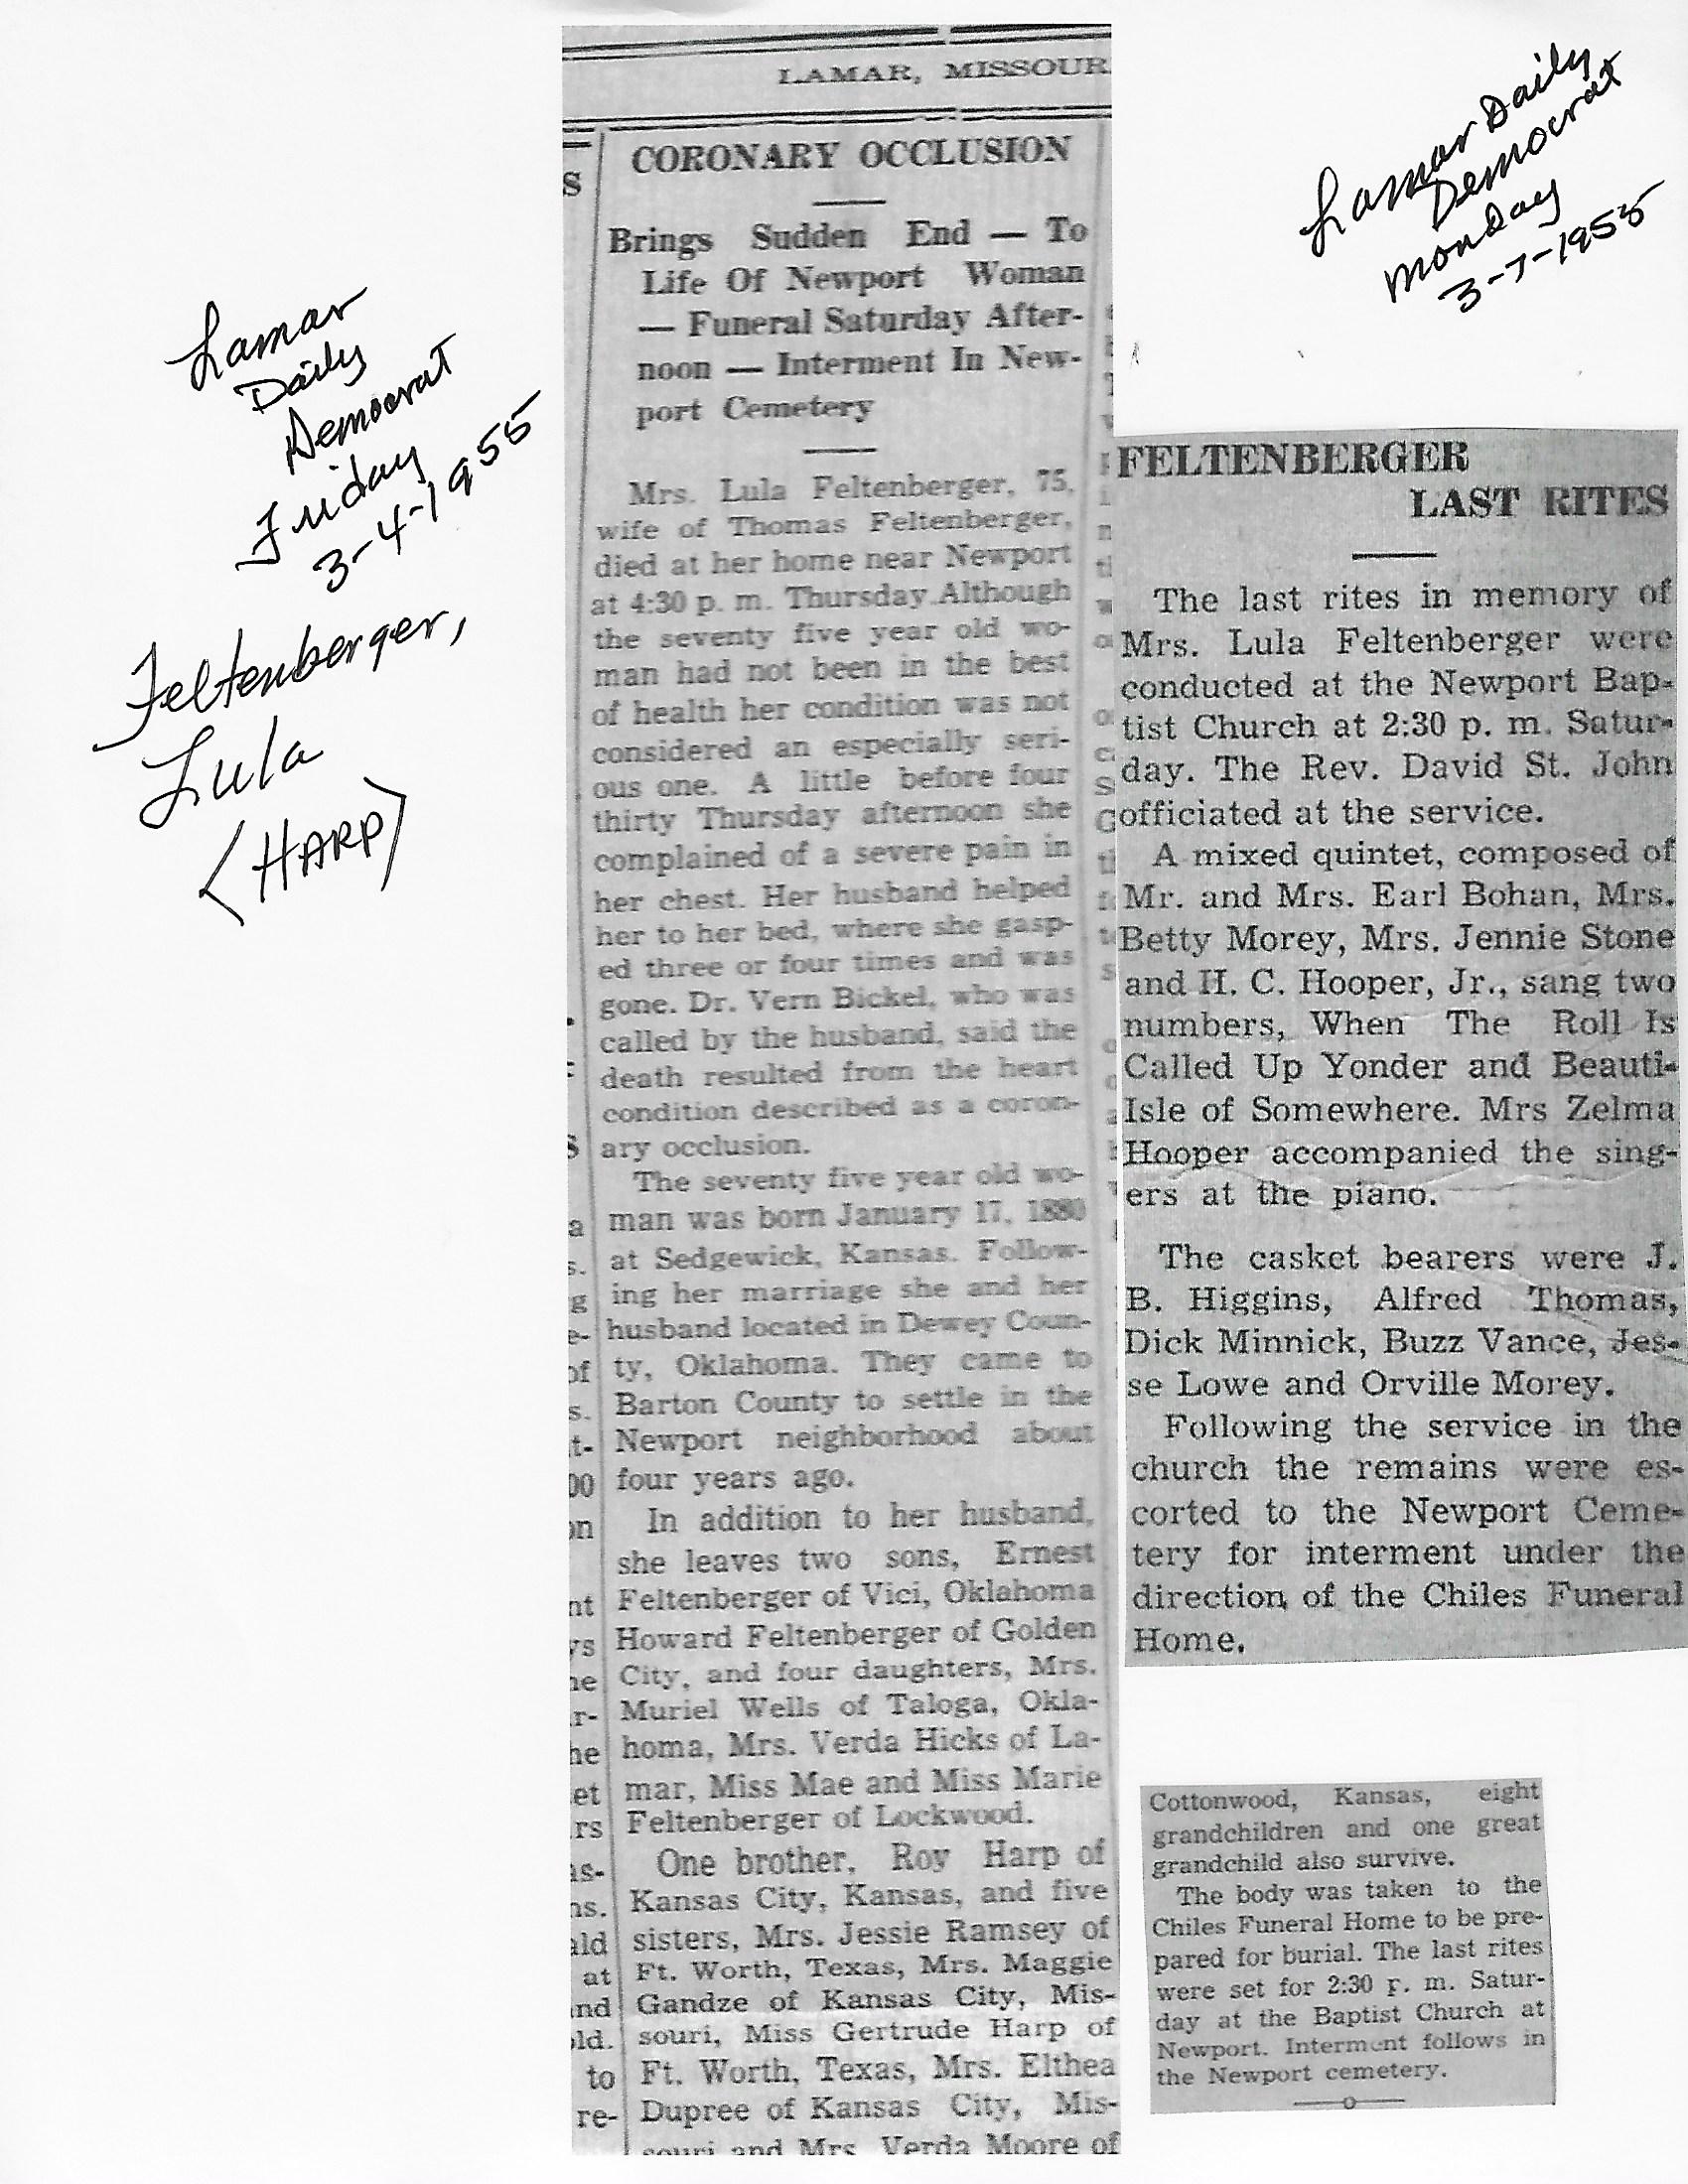 Lamar
Daily
Democrat
Friday
3-4-1955
Feltenberger,
Lula
(HARP)
LAMAR, MISSOUR
CORONARY OCCLUSION
Brings Sudden End — To
Life Of Newport Woman
— Funeral Saturday After-
noon — Interment In New-
port Cemetery
Mrs. Lula Feltenberger, 75,
wife of Thomas Feltenberger,
died at her home near Newport
at 4:30 p. m. Thursday. Although
the seventy five year old wo-
man had not been in the best
of health her condition was not
considered an especially seri-
ous one. A little before four
thirty Thursday afternoon she
complained of a severe pain in
her chest. Her husband helped
her to her bed, where she gasp-
ed three or four times and was
gone. Dr. Vern Bickel, who was
called by the husband, said the
death resulted from the heart
condition described as a coron-
ary occlusion.
The seventy five year old wo-
man was born January 17, 1880
at Sedgewick, Kansas. Follow-
ing her marriage she and her
husband located in Dewey Coun-
ty, Oklahoma. They came to
Barton County to settle in the
Newport neighborhood about
four years ago.
In addition to her husband,
she leaves two sons, Ernest
Feltenberger of Vici, Oklahoma
Howard Feltenberger of Golden
City, and four daughters, Mrs.
Muriel Wells of Taloga, Okla-
homa, Mrs. Verda Hicks of La-
mar, Miss Mae and Miss Marie
Feltenberger of Lockwood.
One brother, Roy Harp of
Kansas City, Kansas, and five
sisters, Mrs. Jessie Ramsey of
Ft. Worth, Texas, Mrs. Maggie
Gandze of Kansas City, Mis-
souri, Miss Gertrude Harp of
Ft. Worth, Texas, Mrs. Elthea
Dupree of Kansas City, Mis-
souri and Mrs. Verda Moore of
Cottonwood, Kansas, eight
grandchildren and one great
grandchild also survive.
The body was taken to the
Chiles Funeral Home to be pre-
pared for burial. The last rites
were set for 2:30 p. m. Satur-
day at the Baptist Church at
Newport. Interment follows in
the Newport cemetery.
Lamar Daily
Democrat
Monday
3-7-1955
FELTENBERGER
LAST RITES
The last rites in memory of
Mrs. Lula Feltenberger were
conducted at the Newport Bap-
tist Church at 2:30 p. m. Satur-
day. The Rev. David St. John
officiated at the service.
A mixed quintet, composed of
Mr. and Mrs. Earl Bohan, Mrs.
Betty Morey, Mrs. Jennie Stone
and H. C. Hooper, Jr., sang two
numbers, When The Roll Is
Called Up Yonder and Beauti-
Isle of Somewhere. Mrs Zelma
Hooper accompanied the sing-
ers at the piano.
The casket bearers were J.
B. Higgins, Alfred Thomas,
Dick Minnick, Buzz Vance, Jes-
se Lowe and Orville Morey.
Following the service in the
church the remains were es-
corted to the Newport Ceme-
tery for interment under the
direction of the Chiles Funeral
Home.